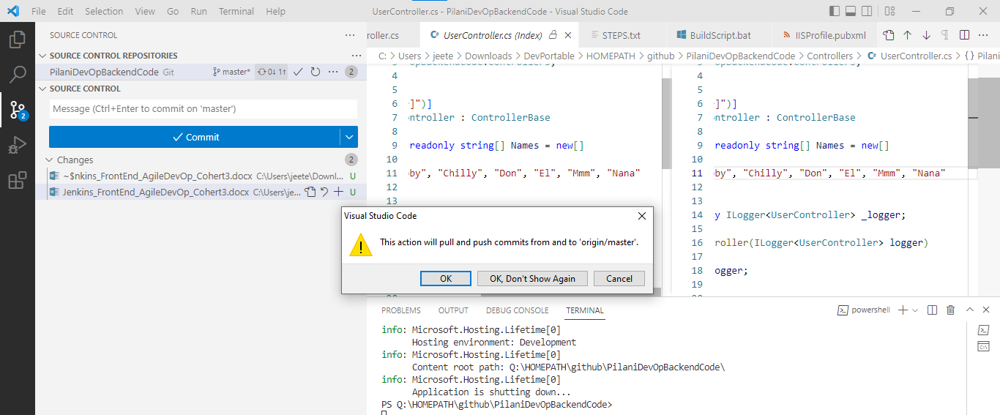 File Edit Selection View Go Run Terminal Help
UserController.cs - PilaniDevOpBackendCode - Visual Studio Code
SOURCE CONTROL
SOURCE CONTROL REPOSITORIES
PilaniDevOpBackendCode Git master* 0↓ 1↑ 2
SOURCE CONTROL
Message (Ctrl+Enter to commit on 'master')
Commit
Changes 2
~$nkins_FrontEnd_AgileDevOp_Cohert3.docx C:\Users\jeete\Downl... U
Jenkins_FrontEnd_AgileDevOp_Cohert3.docx C:\Users\je... U
2
roller.cs
UserController.cs (Index)
STEPS.txt
BuildScript.bat
IISProfile.pubxml
C: > Users > jeete > Downloads > DevPortable > HOMEPATH > github > PilaniDevOpBackendCode > Controllers > UserController.cs > {} Pilani
4
5
6 ]")]
7 ontroller : ControllerBase
8
9 readonly string[] Names = new[]
10
11 by", "Chilly", "Don", "El", "Mmm", "Nana"
12
13
4
5
6 ]")]
7 ontroller : ControllerBase
8
9 readonly string[] Names = new[]
10
11 by", "Chilly", "Don", "El", "Mmm", "Nana"
12
13
14 y ILogger<UserController> _logger;
15
16 roller(ILogger<UserController> logger)
17
18 ogger;
19
Visual Studio Code
This action will pull and push commits from and to 'origin/master'.
OK
OK, Don't Show Again
Cancel
PROBLEMS OUTPUT DEBUG CONSOLE TERMINAL
powershell
info: Microsoft.Hosting.Lifetime[0]
Hosting environment: Development
info: Microsoft.Hosting.Lifetime[0]
Content root path: Q:\HOMEPATH\github\PilaniDevOpBackendCode\
info: Microsoft.Hosting.Lifetime[0]
Application is shutting down...
PS Q:\HOMEPATH\github\PilaniDevOpBackendCode>